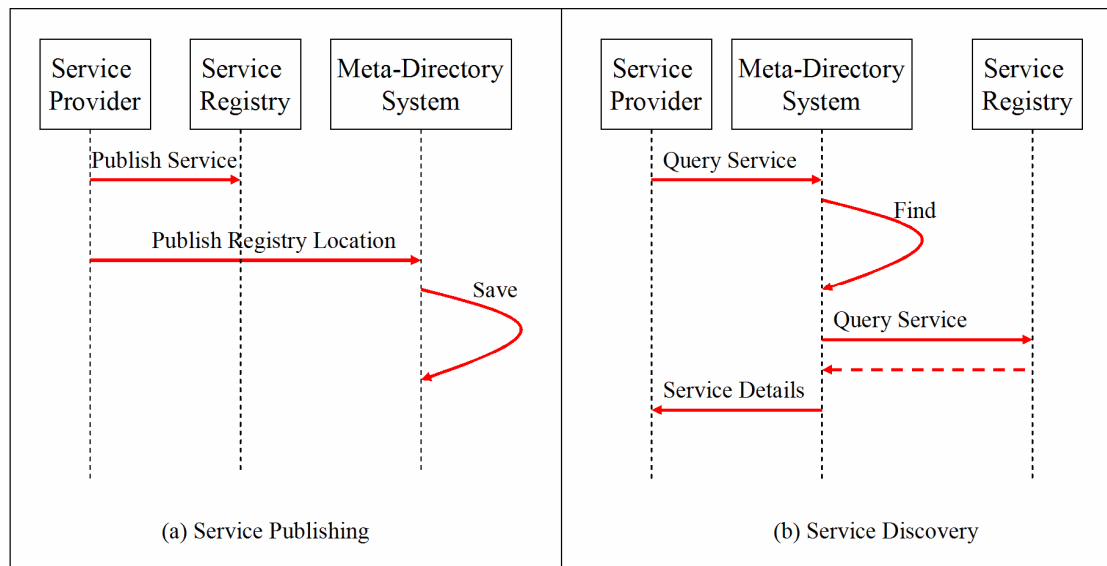 Service
Provider
Service
Registry
Meta-Directory
System
Publish Service
Publish Registry Location
Save
(a) Service Publishing
Service
Provider
Meta-Directory
System
Service
Registry
Query Service
Find
Query Service
Service Details
(b) Service Discovery